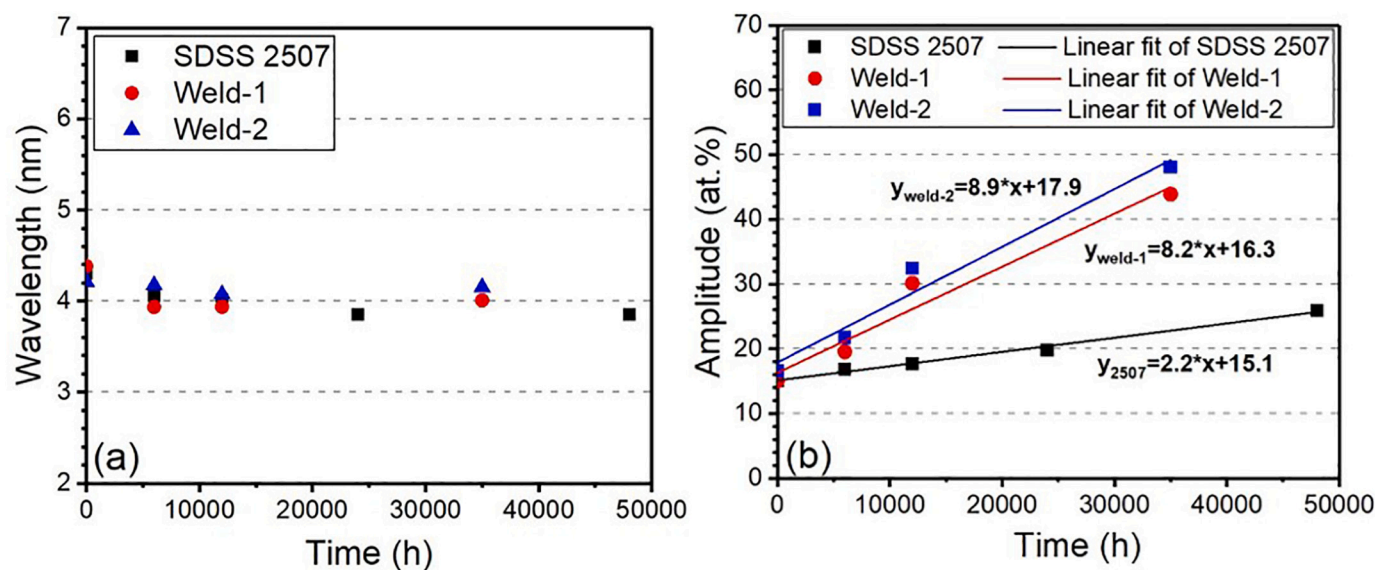 7
6
5
4
3
2
Wavelength (nm)
SDSS 2507
Weld-1
Weld-2
(a)
0 10000 20000 30000 40000 50000
Time (h)
70
60
50
40
30
20
10
0
Amplitude (at.%)
SDSS 2507 Linear fit of SDSS 2507
Weld-1 Linear fit of Weld-1
Weld-2 Linear fit of Weld-2
yweld-2=8.9*x+17.9
yweld-1=8.2*x+16.3
y2507=2.2*x+15.1
(b)
0 10000 20000 30000 40000 50000
Time (h)